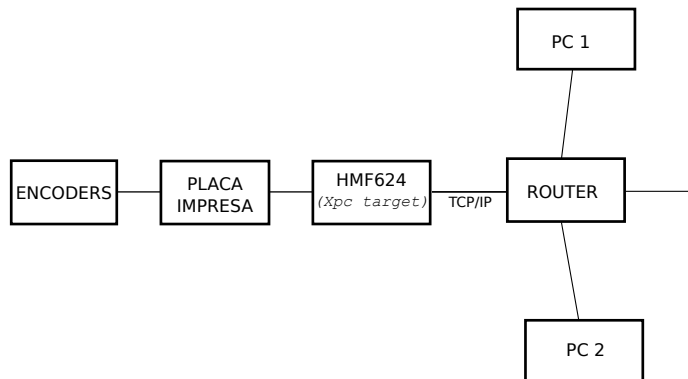 PC 1
ENCODERS
PLACA
IMPRESA
HMF624
(Xpc target)
TCP/IP
ROUTER
PC 2